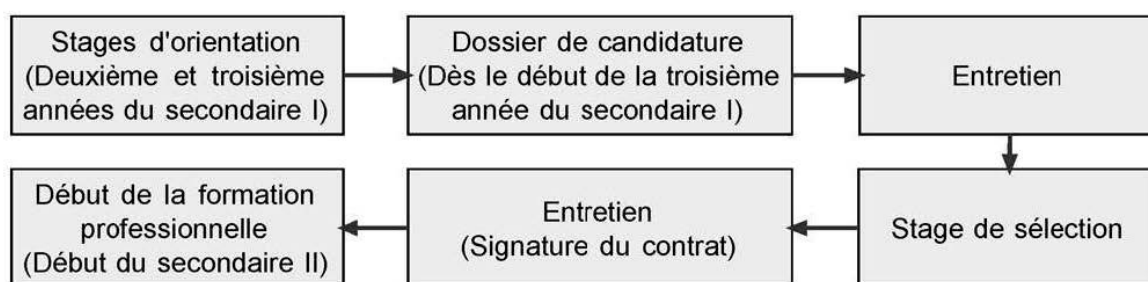 Stages d'orientation
(Deuxième et troisième
années du secondaire I)
Dossier de candidature
(Dès le début de la troisième
année du secondaire I)
Entretien
Stage de sélection
Entretien
(Signature du contrat)
Début de la formation
professionnelle
(Début du secondaire II)